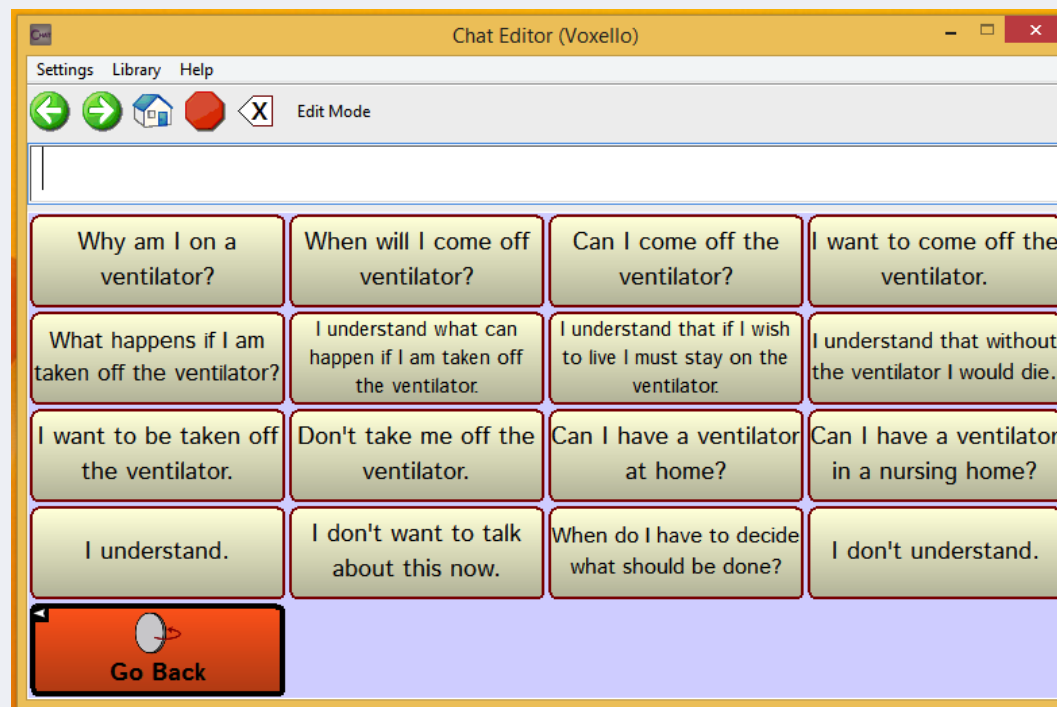 Chat Editor (Voxello)
Settings Library Help
X Edit Mode
Why am I on a
ventilator?
When will I come off
ventilator?
Can I come off the
ventilator?
I want to come off the
ventilator.
What happens if I am
taken off the ventilator?
I understand what can
happen if I am taken off
the ventilator.
I understand that if I wish
to live I must stay on the
ventilator.
I understand that without
the ventilator I would die.
I want to be taken off
the ventilator.
Don't take me off the
ventilator.
Can I have a ventilator
at home?
Can I have a ventilator
in a nursing home?
I understand.
I don't want to talk
about this now.
When do I have to decide
what should be done?
I don't understand.
Go Back